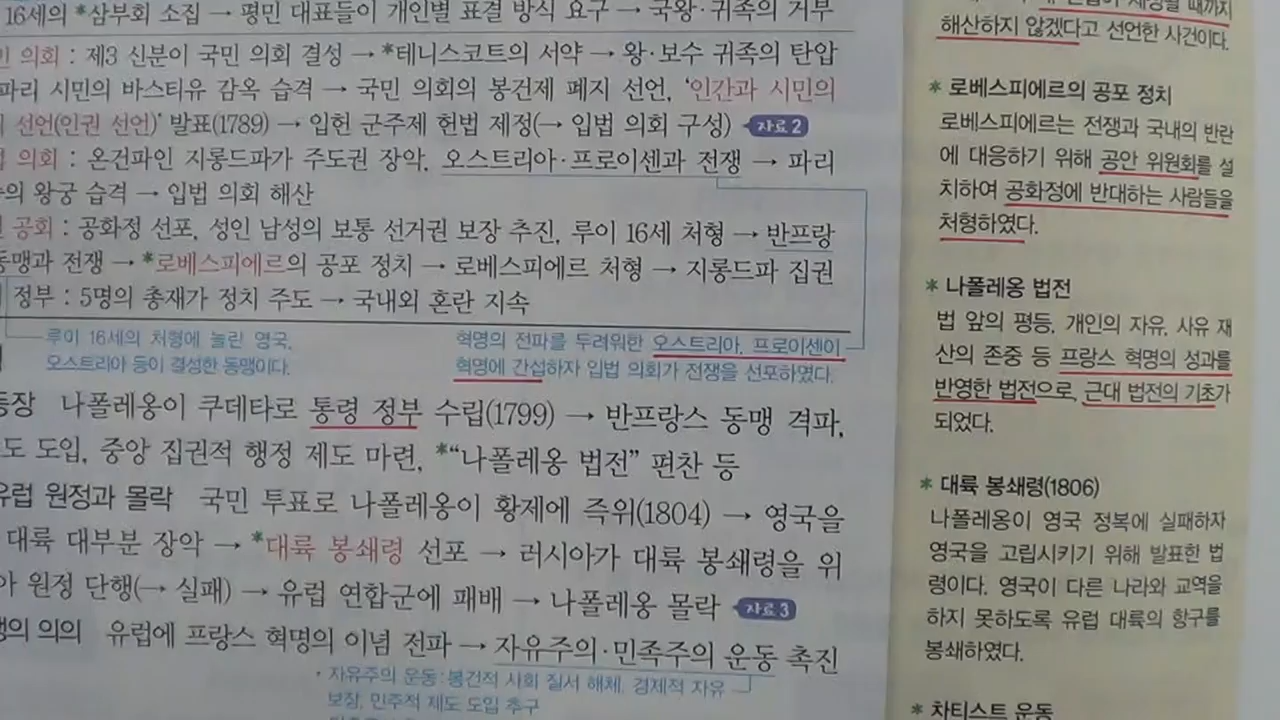 16세의 *삼부회 소집 → 평민 대표들이 개인별 표결 방식 요구 → 국왕·귀족의 거부
의회 : 제3 신분이 국민 의회 결성 → *테니스코트의 서약 → 왕·보수 귀족의 탄압
파리 시민의 바스티유 감옥 습격 → 국민 의회의 봉건제 폐지 선언, ‘인간과 시민의
선언(인권 선언)’ 발표(1789) → 입헌 군주제 헌법 제정(→ 입법 의회 구성) 자료2
의회 : 온건파인 지롱드파가 주도권 장악, 오스트리아·프로이센과 전쟁 → 파리
의 왕궁 습격 → 입법 의회 해산
공회 : 공화정 선포, 성인 남성의 보통 선거권 보장 추진, 루이 16세 처형 → 반프랑
동맹과 전쟁 → *로베스피에르의 공포 정치 → 로베스피에르 처형 → 지롱드파 집권
정부 : 5명의 총재가 정치 주도 → 국내외 혼란 지속
루이 16세의 처형에 놀란 영국,
오스트리아 등이 결성한 동맹이다.
혁명의 전파를 두려워한 오스트리아, 프로이센이
혁명에 간섭하자 입법 의회가 전쟁을 선포하였다.
등장 나폴레옹이 쿠데타로 통령 정부 수립(1799) → 반프랑스 동맹 격파,
도 도입, 중앙 집권적 행정 제도 마련, *“나폴레옹 법전” 편찬 등
유럽 원정과 몰락 국민 투표로 나폴레옹이 황제에 즉위(1804) → 영국을
대륙 대부분 장악 → *대륙 봉쇄령 선포 → 러시아가 대륙 봉쇄령을 위
아 원정 단행(→ 실패) → 유럽 연합군에 패배 → 나폴레옹 몰락 자료3
의 의의 유럽에 프랑스 혁명의 이념 전파 → 자유주의·민족주의 운동 촉진
· 자유주의 운동 : 봉건적 사회 질서 해체, 경제적 자유
보장, 민주적 제도 도입 추구
해산하지 않겠다고 선언한 사건이다.
* 로베스피에르의 공포 정치
로베스피에르는 전쟁과 국내의 반란
에 대응하기 위해 공안 위원회를 설
치하여 공화정에 반대하는 사람들을
처형하였다.
* 나폴레옹 법전
법 앞의 평등, 개인의 자유, 사유 재
산의 존중 등 프랑스 혁명의 성과를
반영한 법전으로, 근대 법전의 기초가
되었다.
* 대륙 봉쇄령(1806)
나폴레옹이 영국 정복에 실패하자
영국을 고립시키기 위해 발표한 법
령이다. 영국이 다른 나라와 교역을
하지 못하도록 유럽 대륙의 항구를
봉쇄하였다.
* 차티스트 운동